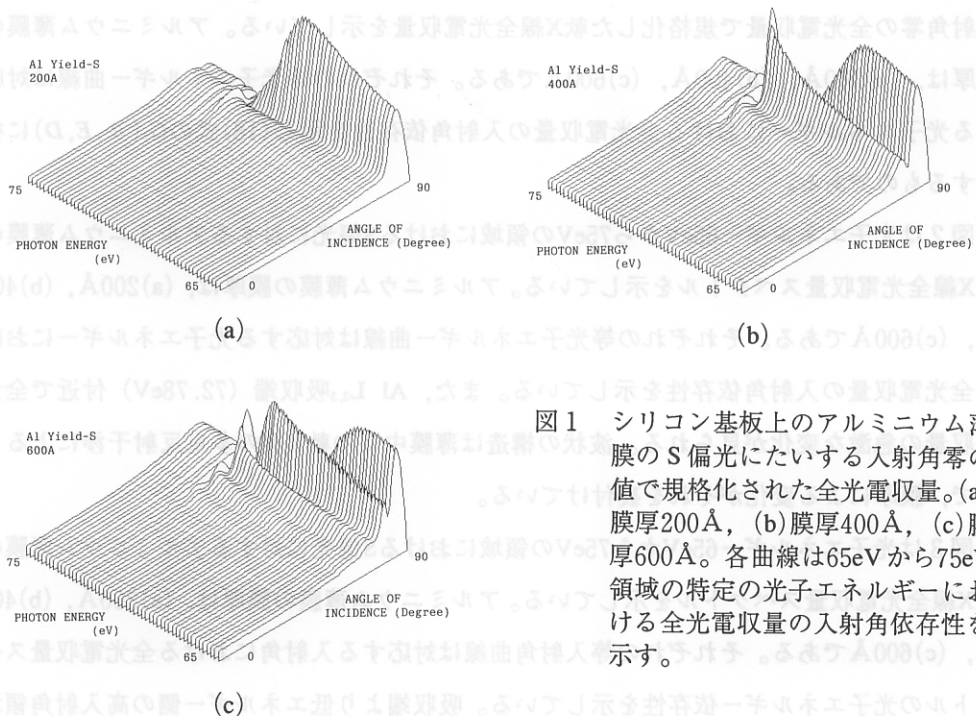 Al Yield-S
200A
75
90
PHOTON ENERGY
(eV)
ANGLE OF
INCIDENCE (Degree)
65
0
(a)
Al Yield-S
400A
75
90
PHOTON ENERGY
(eV)
ANGLE OF
INCIDENCE (Degree)
65
0
(b)
Al Yield-S
600A
75
90
PHOTON ENERGY
(eV)
ANGLE OF
INCIDENCE (Degree)
65
0
(c)
図1 シリコン基板上のアルミニウム薄
膜のS偏光にたいする入射角零の
値で規格化された全光電収量。(a)
膜厚200Å, (b)膜厚400Å, (c)膜
厚600Å。各曲線は65eVから75eV
領域の特定の光子エネルギーにお
ける全光電収量の入射角依存性を
示す。